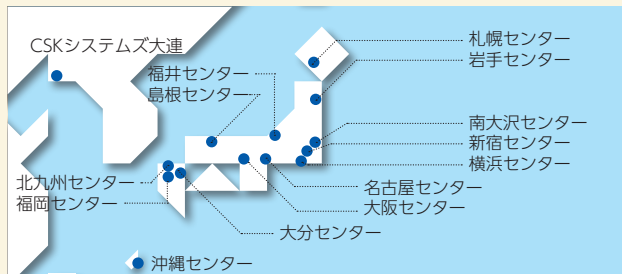 CSKシステムズ大連
札幌センター
岩手センター
福井センター
島根センター
南大沢センター
新宿センター
横浜センター
名古屋センター
大阪センター
北九州センター
福岡センター
大分センター
沖縄センター